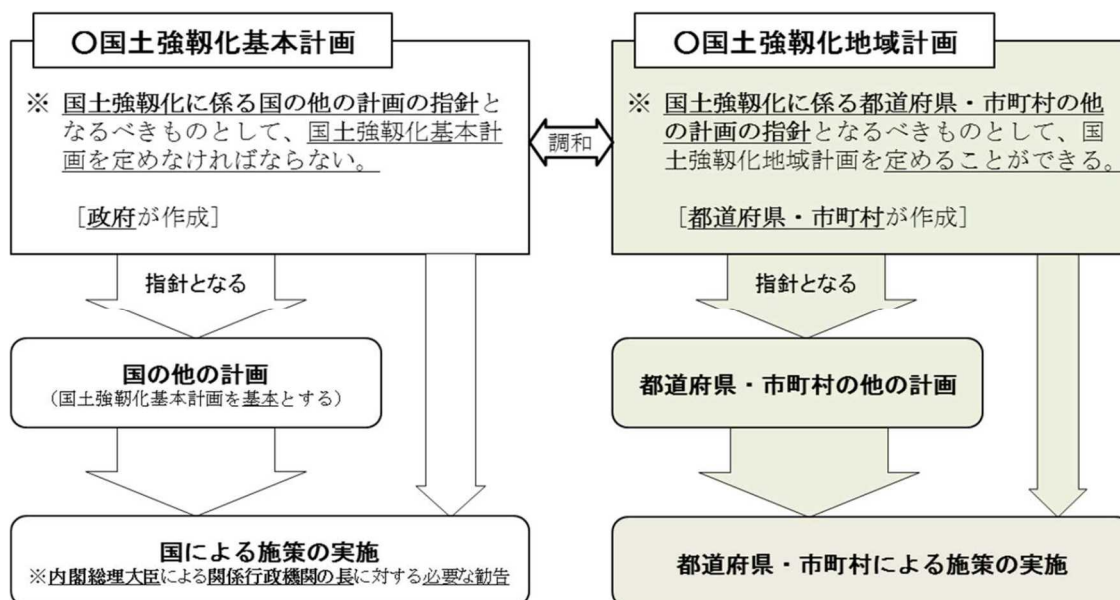 〇国土強靱化基本計画
※ 国土強靱化に係る国の他の計画の指針と
なるべきものとして、国土強靱化基本計
画を定めなければならない。
[政府が作成]
調和
〇国土強靱化地域計画
※ 国土強靱化に係る都道府県・市町村の他
の計画の指針となるべきものとして、国
土強靱化地域計画を定めることができる。
[都道府県・市町村が作成]
指針となる
指針となる
国の他の計画
（国土強靱化基本計画を基本とする）
都道府県・市町村の他の計画
国による施策の実施
※内閣総理大臣による関係行政機関の長に対する必要な勧告
都道府県・市町村による施策の実施